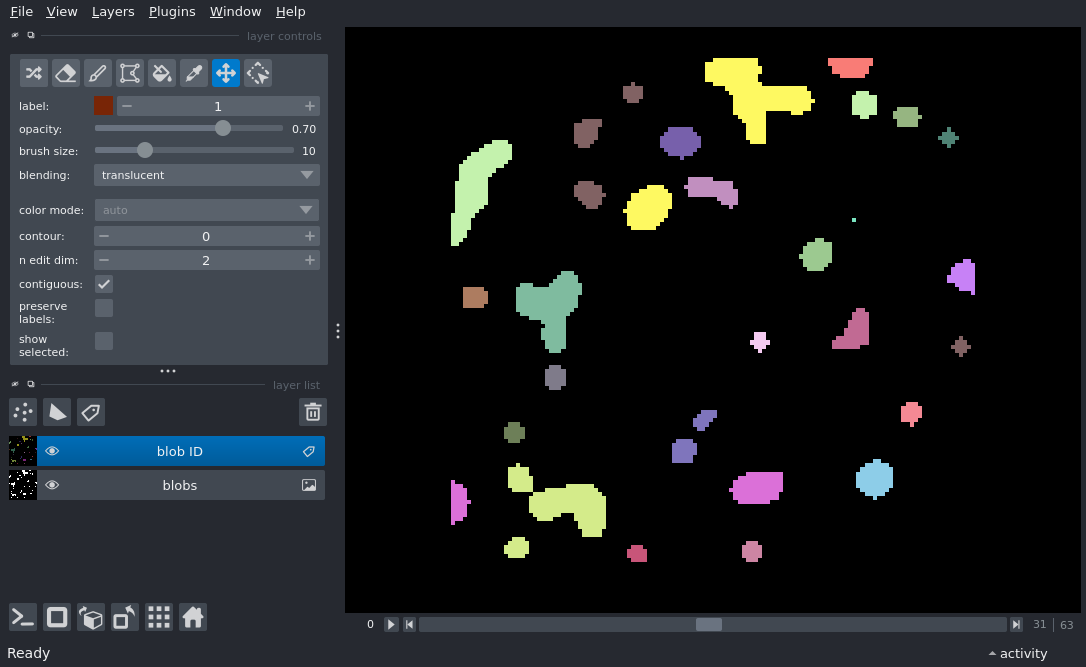 File View Layers Plugins Window Help
layer controls
label: 1
opacity: 0.70
brush size: 10
blending: translucent
color mode: auto
contour: 0
n edit dim: 2
contiguous:
preserve
labels:
show
selected:
layer list
blob ID
blobs
0 31 63
Ready activity